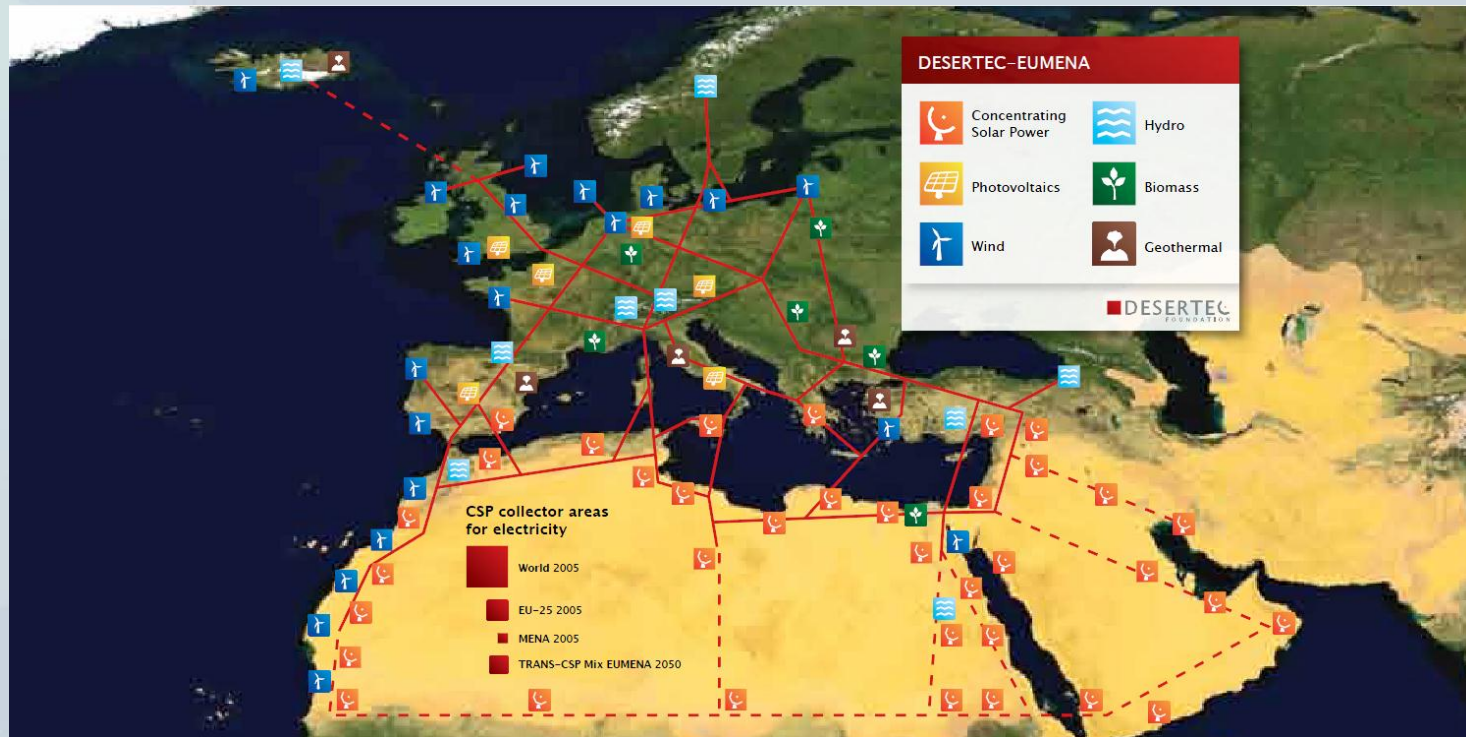 DESERTEC–EUMENA
Concentrating
Solar Power
Hydro
Photovoltaics
Biomass
Wind
Geothermal
DESERTEC
FOUNDATION
CSP collector areas
for electricity
World 2005
EU–25 2005
MENA 2005
TRANS–CSP Mix EUMENA 2050